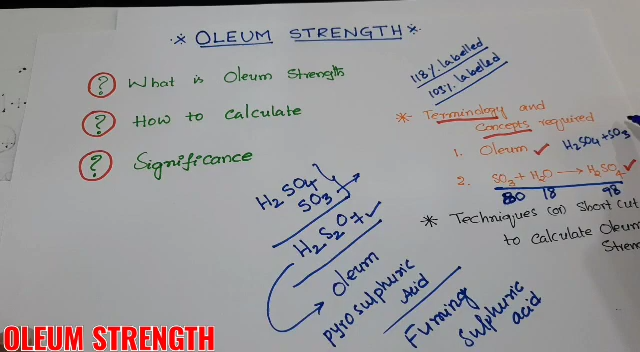 * OLEUM STRENGTH *
? What is Oleum Strength
? How to Calculate
? Significance
118% labelled
103% labelled
* Terminology and
Concepts required
1. Oleum ✓ H2SO4+SO3
2. SO3 + H2O → H2SO4 ✓
80 18 98
* Techniques (or) Short cut
to calculate Oleum
Stren
H2SO4
SO3
H2S2O7 ✓
Oleum
pyrosulphuric
Acid
Fuming
Sulphuric
acid
OLEUM STRENGTH